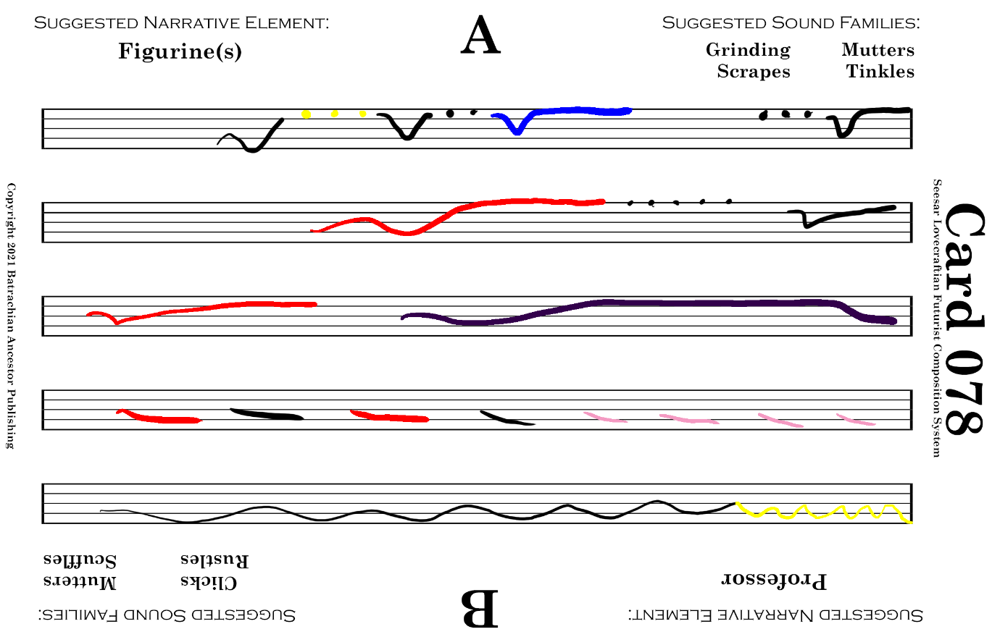 Suggested Narrative Element:
Figurine(s)
A
Suggested Sound Families:
Grinding Mutters
Scrapes Tinkles
Copyright 2021 Batrachian Ancestor Publishing
Seesar Lovecraftian Futurist Composition System
Card 078
B
Suggested Narrative Element:
Professor
Suggested Sound Families:
Clicks Mutters
Rustles Scuffles